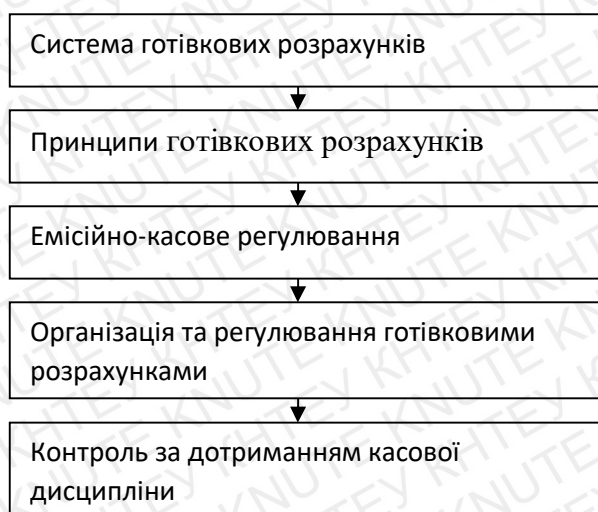 Система готівкових розрахунків
Принципи готівкових розрахунків
Емісійно-касове регулювання
Організація та регулювання готівковими
розрахунками
Контроль за дотриманням касової
дисципліни